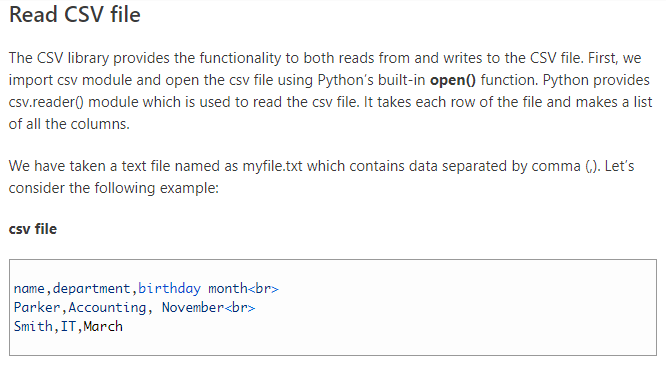 Read CSV file
The CSV library provides the functionality to both reads from and writes to the CSV file. First, we
import csv module and open the csv file using Python’s built-in open() function. Python provides
csv.reader() module which is used to read the csv file. It takes each row of the file and makes a list
of all the columns.
We have taken a text file named as myfile.txt which contains data separated by comma (,). Let’s
consider the following example:
csv file
name,department,birthday month<br>
Parker,Accounting, November<br>
Smith,IT,March